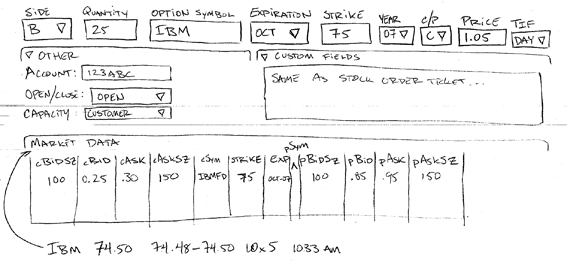 SIDE QUANTITY OPTION SYMBOL EXPIRATION STRIKE YEAR C/P PRICE TIF
B 25 IBM OCT 75 07 C 1.05 DAY
OTHER CUSTOM FIELDS
ACCOUNT: 123ABC SAME AS STOCK ORDER TICKET...
OPEN/CLOSE: OPEN
CAPACITY: CUSTOMER
MARKET DATA pSym
cBIDSZ cBID cASK cASKSZ cSym STRIKE EXP pBIDSZ pBID pASK pASKSZ
100 0.25 .30 150 IBMFD 75 OCT-07 100 .85 .95 150
IBM 74.50 74.48-74.50 10x5 1033 AM